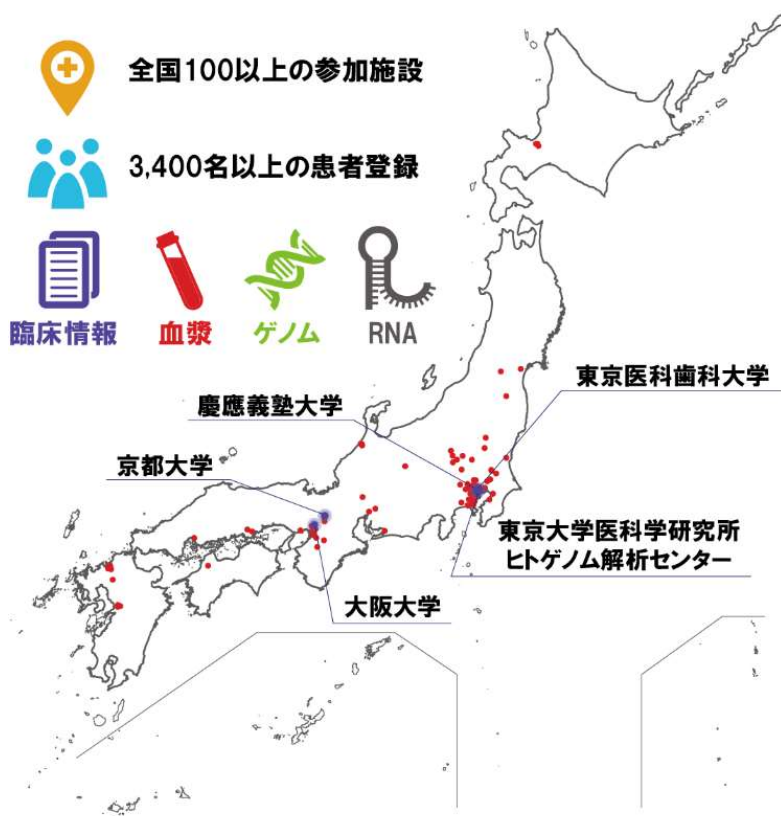 全国100以上の参加施設
3,400名以上の患者登録
臨床情報
血漿
ゲノム
RNA
東京医科歯科大学
慶應義塾大学
京都大学
東京大学医科学研究所
ヒトゲノム解析センター
大阪大学